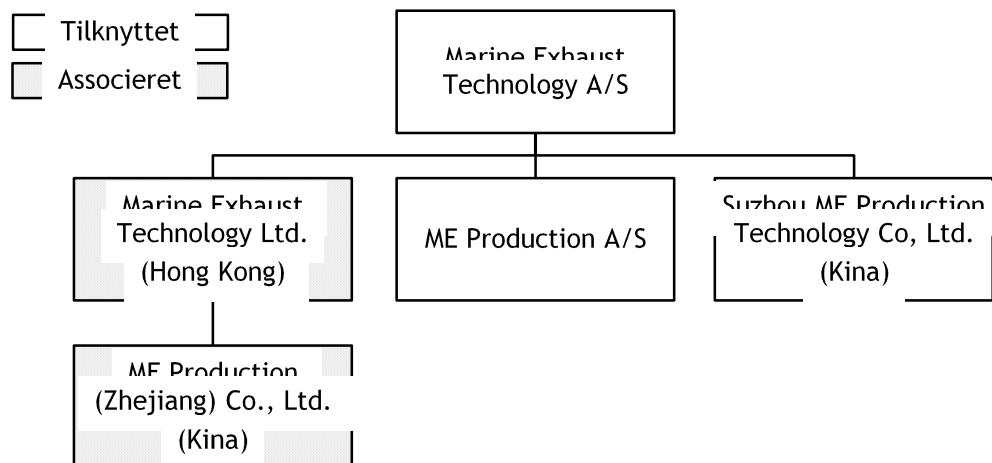 Tilknyttet
Associeret
Marine Exhaust
Technology A/S
Marine Exhaust
Technology Ltd.
(Hong Kong)
ME Production A/S
Suzhou ME Production
Technology Co, Ltd.
(Kina)
ME Production
(Zhejiang) Co., Ltd.
(Kina)